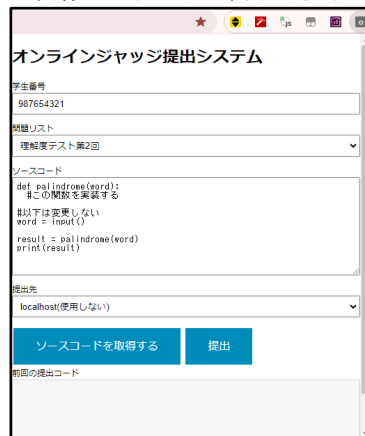 オンラインジャッジ提出システム
学生番号
987654321
問題リスト
理解度テスト第2回
ソースコード
def palindrome(word):
  #この関数を実装する

#以下は変更しない
word = input()

result = palindrome(word)
print(result)
提出先
localhost(使用しない)
ソースコードを取得する 提出
前回の提出コード